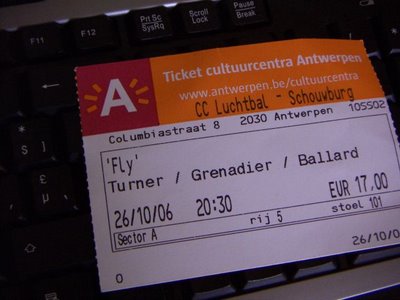 F11
F12
Prt Sc
SysRq
Scroll
Lock
Pause
Break
Ticket cultuurcentra Antwerpen
www.antwerpen.be/cultuurcentra
A
CC Luchtbal - Schouwburg
Columbiastraat 8 2030 Antwerpen 105502
'Fly'
Turner / Grenadier / Ballard
26/10/06 20:30 EUR 17,00
Sector A rij 5 stoel 101
0 26/10/0
$
£
µ